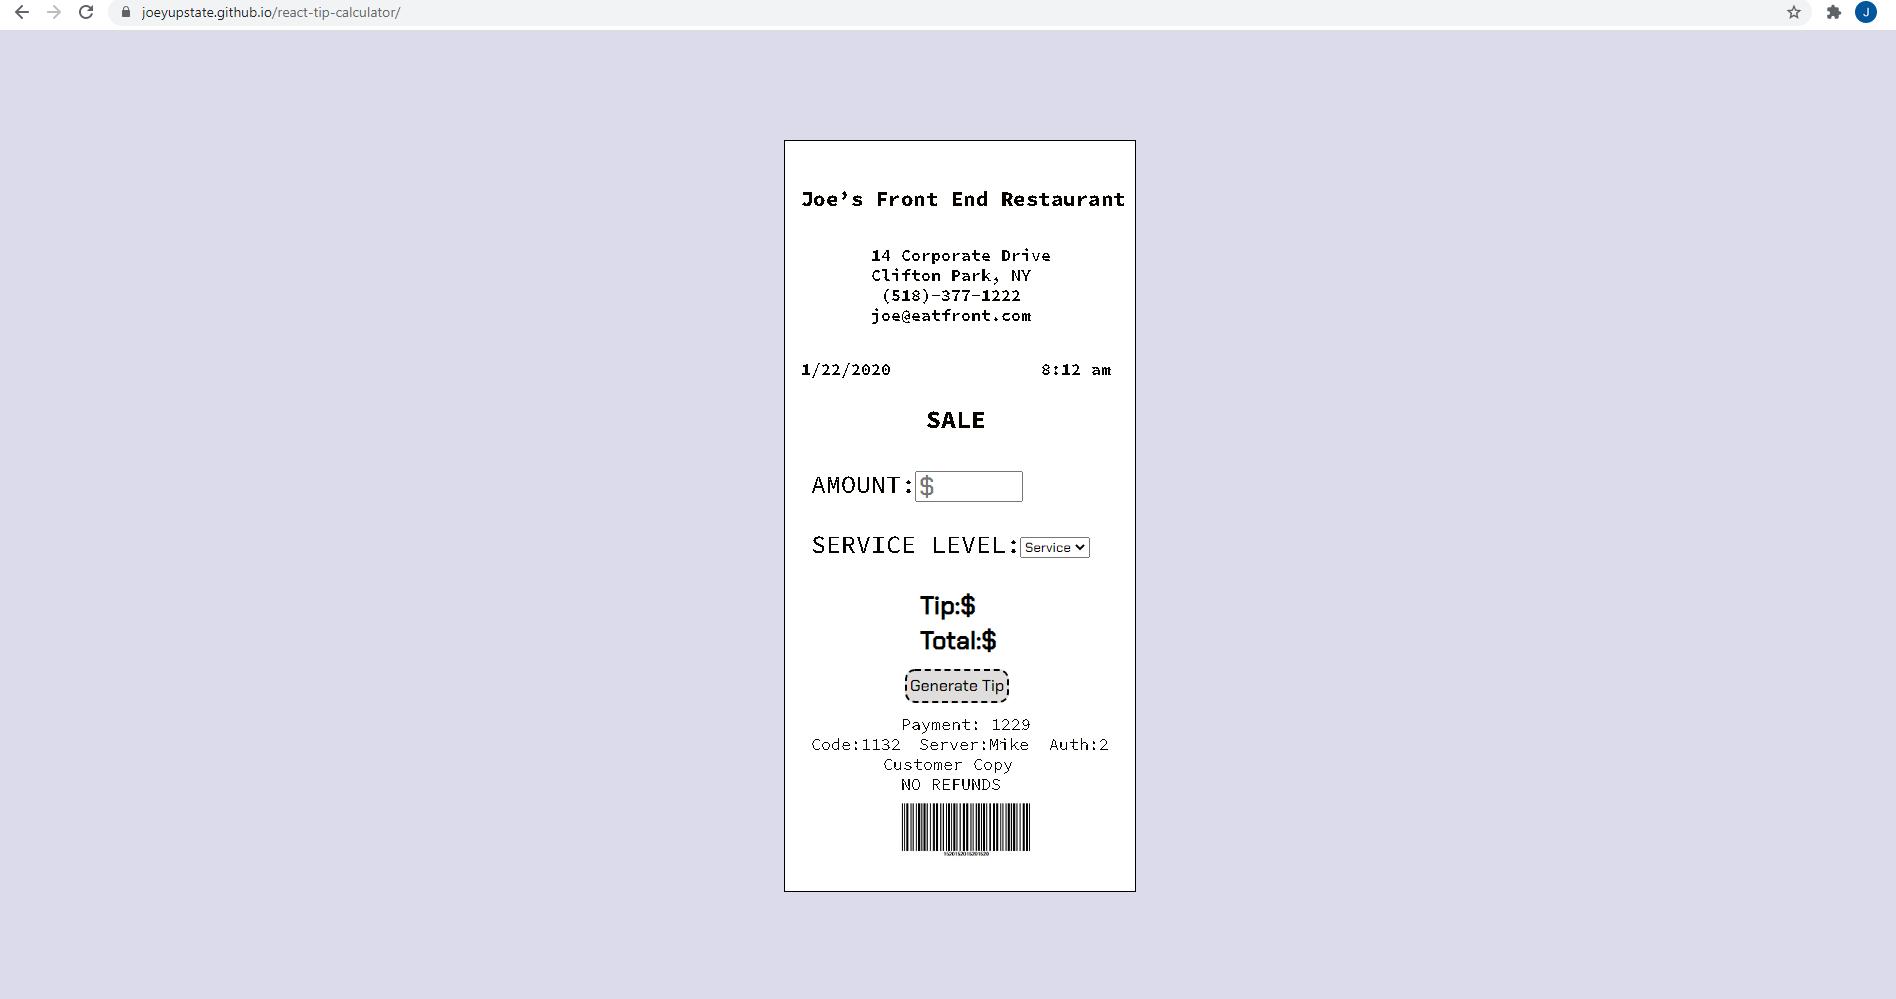 joeyupstate.github.io/react-tip-calculator/
J
Joe's Front End Restaurant
14 Corporate Drive
Clifton Park, NY
(518)-377-1222
joe@eatfront.com
1/22/2020 8:12 am
SALE
AMOUNT: $
SERVICE LEVEL: Service
Tip:$
Total:$
Generate Tip
Payment: 1229
Code:1132 Server:Mike Auth:2
Customer Copy
NO REFUNDS